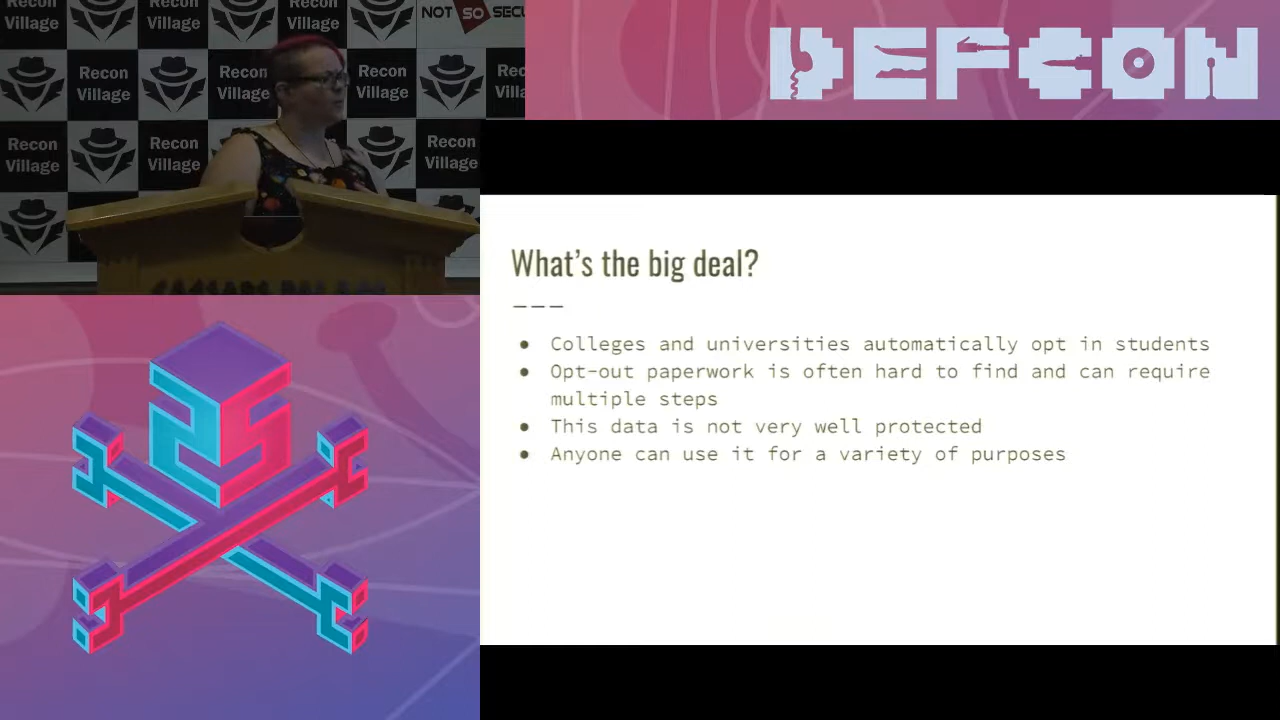 Recon Village Recon Village Recon Village NOT SO SECU
Recon Village
Recon Village
Recon Village
Recon Village
Recon Village
Recon Village
CAESARS PALACE
DEFCON
What's the big deal?
---
● Colleges and universities automatically opt in students
● Opt-out paperwork is often hard to find and can require
multiple steps
● This data is not very well protected
● Anyone can use it for a variety of purposes